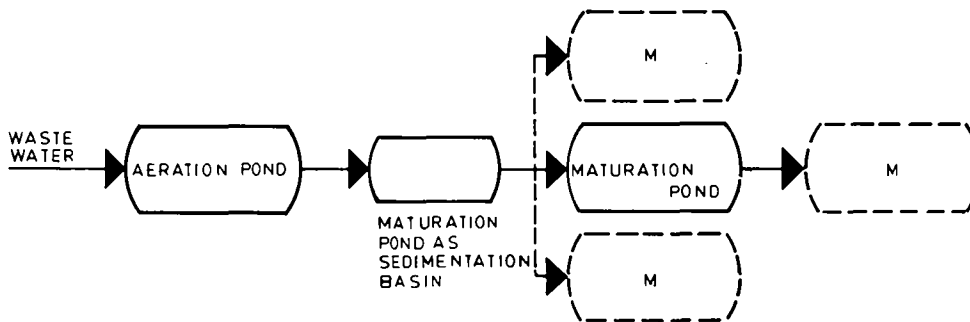 WASTE
WATER
AERATION POND
MATURATION
POND AS
SEDIMENTATION
BASIN
M
MATURATION
POND
M
M